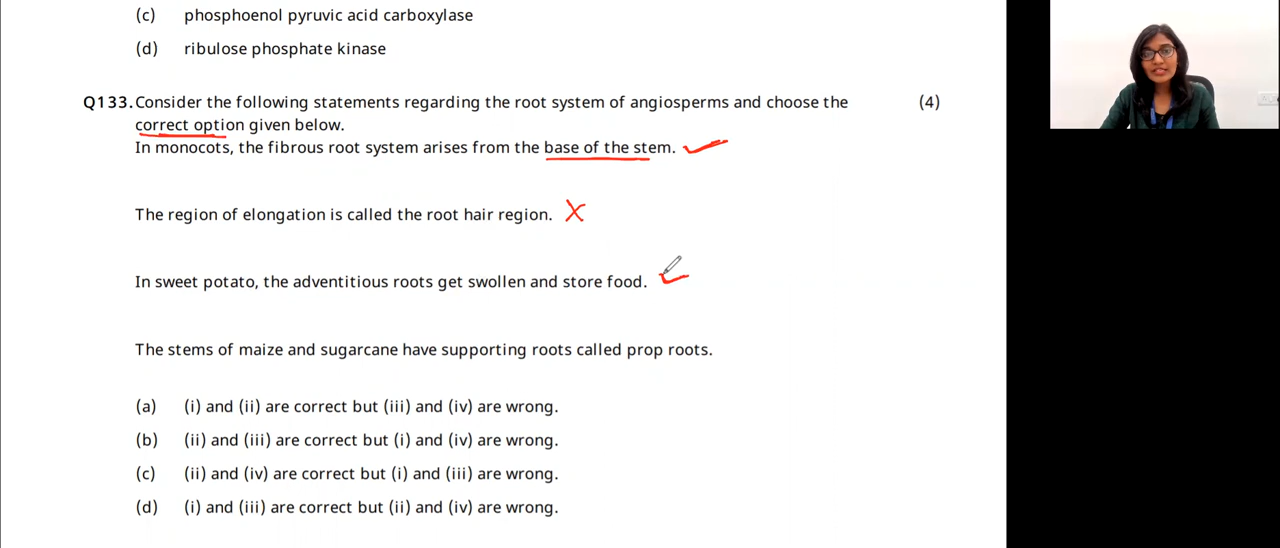 (c) phosphoenol pyruvic acid carboxylase
(d) ribulose phosphate kinase
Q133. Consider the following statements regarding the root system of angiosperms and choose the (4)
correct option given below.
In monocots, the fibrous root system arises from the base of the stem.
The region of elongation is called the root hair region.
In sweet potato, the adventitious roots get swollen and store food.
The stems of maize and sugarcane have supporting roots called prop roots.
(a) (i) and (ii) are correct but (iii) and (iv) are wrong.
(b) (ii) and (iii) are correct but (i) and (iv) are wrong.
(c) (ii) and (iv) are correct but (i) and (iii) are wrong.
(d) (i) and (iii) are correct but (ii) and (iv) are wrong.